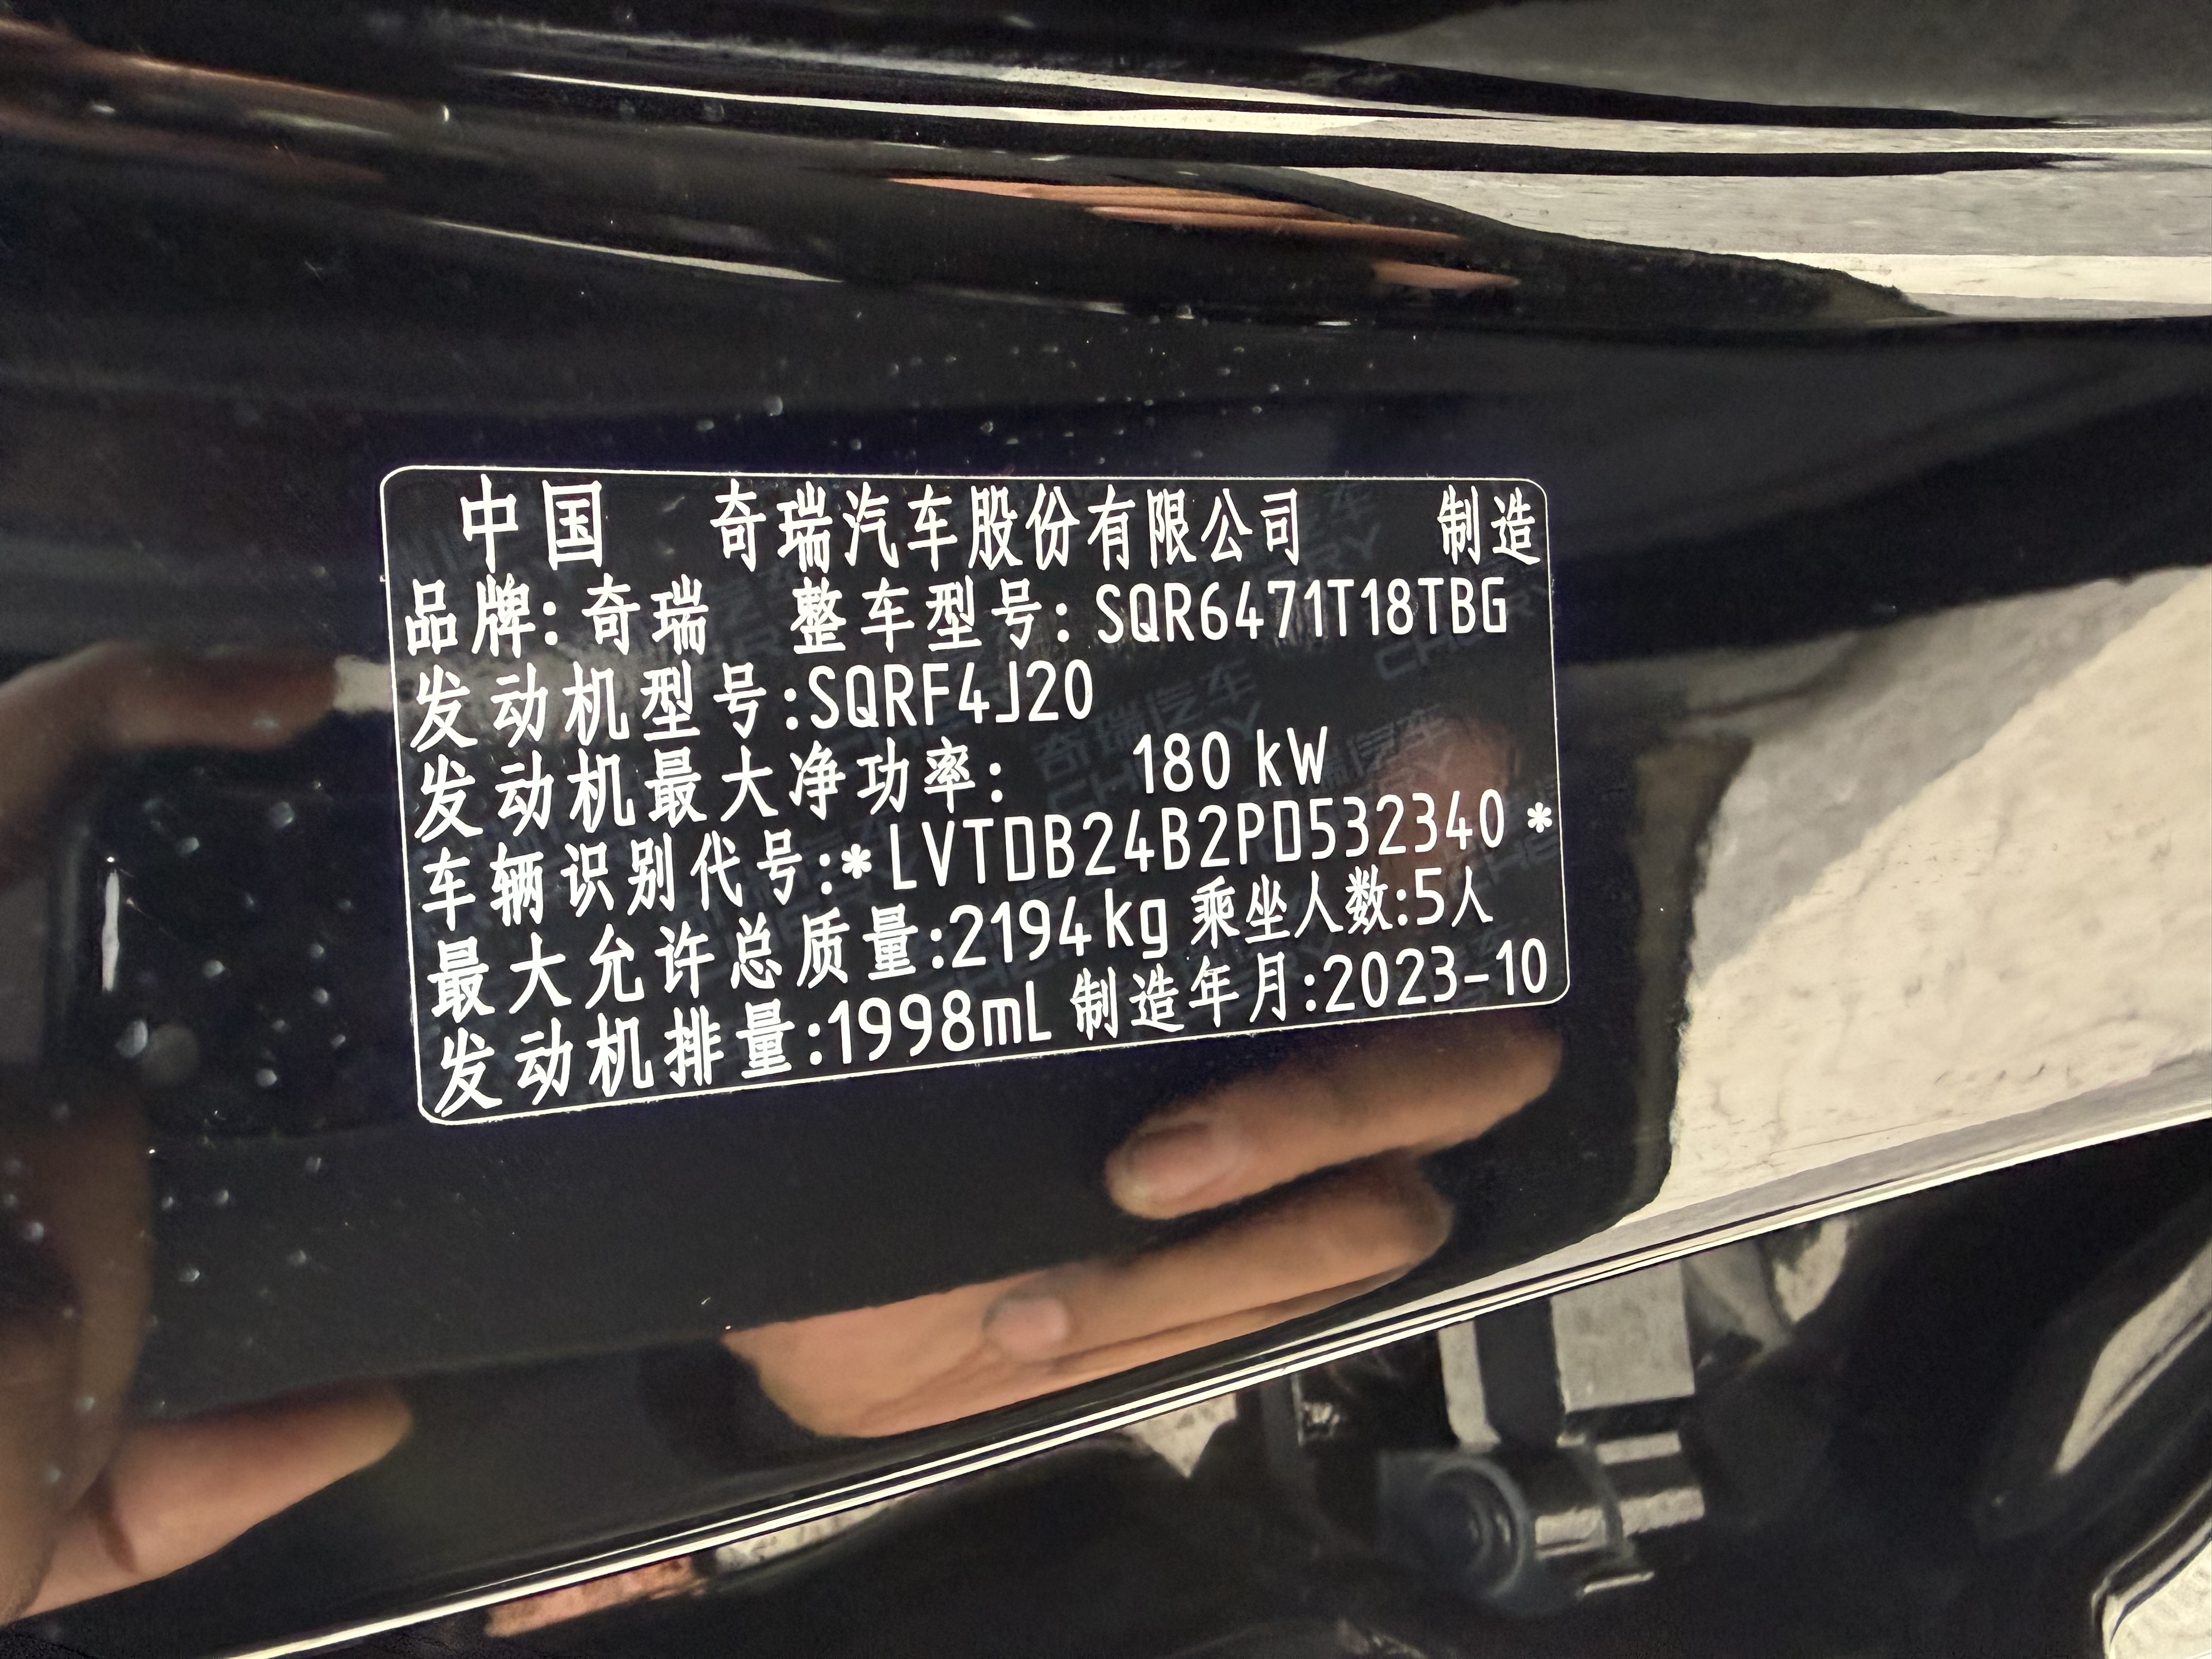 中国 奇瑞汽车股份有限公司 制造
品牌:奇瑞 整车型号:SQR6471T18TBG
发动机型号:SQRF4J20
发动机最大净功率: 180 kW
车辆识别代号:*LVTDB24B2PD532340*
最大允许总质量:2194kg 乘坐人数:5人
发动机排量:1998mL 制造年月:2023-10